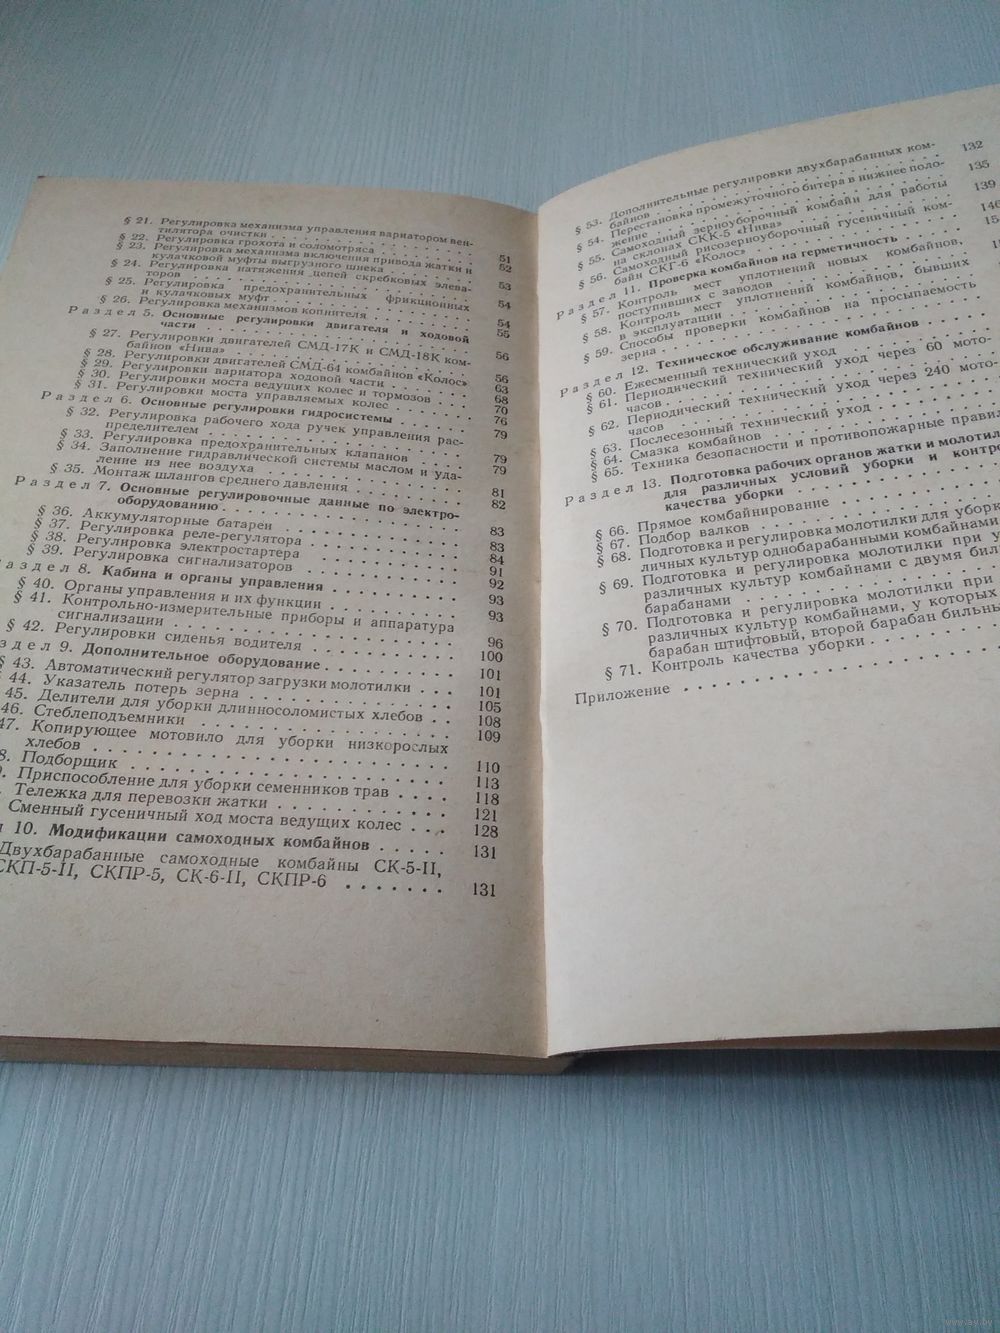 § 21. Регулировка механизма управления вариатором вен-
тилятора очистки . . . 51
§ 22. Регулировка грохота и соломотряса . . . 52
§ 23. Регулировка механизма включения привода жатки и
кулачковой муфты выгрузного шнека . . . 53
§ 24. Регулировка натяжения цепей скребковых элева-
торов . . . 54
§ 25. Регулировка предохранительных фрикционных
и кулачковых муфт . . . 54
§ 26. Регулировка механизмов копнителя . . . 55
Раздел 5. Основные регулировки двигателя и ходовой
части . . . 56
§ 27. Регулировки двигателей СМД-17К и СМД-18К ком-
байнов «Нива» . . . 56
§ 28. Регулировки двигателей СМД-64 комбайнов «Колос» 63
§ 29. Регулировки вариатора ходовой части . . . 68
§ 30. Регулировки мостa ведущих колес и тормозов . . . 70
§ 31. Регулировки моста управляемых колес . . . 76
Раздел 6. Основные регулировки гидросистемы . . . 79
§ 32. Регулировка рабочего хода ручек управления рас-
пределителем . . . 79
§ 33. Регулировка предохранительных клапанов . . . 79
§ 34. Заполнение гидравлической системы маслом и уда-
ление из нее воздуха . . . 81
§ 35. Монтаж шлангов среднего давления . . . 82
Раздел 7. Основные регулировочные данные по электро-
оборудованию . . . 83
§ 36. Аккумуляторные батареи . . . 83
§ 37. Регулировка реле-регулятора . . . 84
§ 38. Регулировка электростартера . . . 91
§ 39. Регулировка сигнализаторов . . . 92
аздел 8. Кабина и органы управления . . . 93
§ 40. Органы управления и их функции . . . 93
§ 41. Контрольно-измерительные приборы и аппаратура
сигнализации . . . 96
§ 42. Регулировки сиденья водителя . . . 100
здел 9. Дополнительное оборудование . . . 101
§ 43. Автоматический регулятор загрузки молотилки . . . 101
44. Указатель потерь зерна . . . 105
45. Делители для уборки длинносоломистых хлебов . . 108
46. Стеблеподъемники . . . 109
47. Копирующее мотовило для уборки низкорослых
хлебов . . . 110
8. Подборщик . . . 113
. Приспособление для уборки семенников трав . . . . 118
. Тележка для перевозки жатки . . . 121
Сменный гусеничный ход моста ведущих колес . . . 128
л 10. Модификации самоходных комбайнов . . . 131
Двухбарабанные самоходные комбайны СК-5-II,
СКП-5-II, СКПР-5, СК-6-II, СКПР-6 . . . 131
§ 53. Дополнительные регулировки двухбарабанных ком-
байнов . . . 132
§ 54. Перестановка промежуточного битера в нижнее поло-
жение . . . 135
§ 55. Самоходный зерноуборочный комбайн для работы
на склонах СКК-5 «Нива» . . . 139
§ 56. Самоходный рисозерноуборочный гусеничный ком-
байн СКГ-6 «Колос» . . . 146
Раздел 11. Проверка комбайнов на герметичность . . . 15
§ 57. Контроль мест уплотнений новых комбайнов,
поступивших с заводов . . .
§ 58. Контроль мест уплотнений комбайнов, бывших
в эксплуатации . . .
§ 59. Способы проверки комбайнов на просыпаемость
зерна . . .
Раздел 12. Техническое обслуживание комбайнов . . .
§ 60. Ежесменный технический уход . . .
§ 61. Периодический технический уход через 60 мото-
часов . . .
§ 62. Периодический технический уход через 240 мото-
часов . . .
§ 63. Послесезонный технический уход . . .
§ 64. Смазка комбайнов . . .
§ 65. Техника безопасности и противопожарные правил
Раздел 13. Подготовка рабочих органов жатки и молотил
для различных условий уборки и контро
качества уборки . . .
§ 66. Прямое комбайнирование . . .
§ 67. Подбор валков . . .
§ 68. Подготовка и регулировка молотилки для уборк
личных культур однобарабанными комбайнами
§ 69. Подготовка и регулировка молотилки при у
различных культур комбайнами с двумя бил
барабанами . . .
§ 70. Подготовка и регулировка молотилки при
различных культур комбайнами, у которых
барабан штифтовый, второй барабан бильны
§ 71. Контроль качества уборки . . .
Приложение . . .
www.ay.by